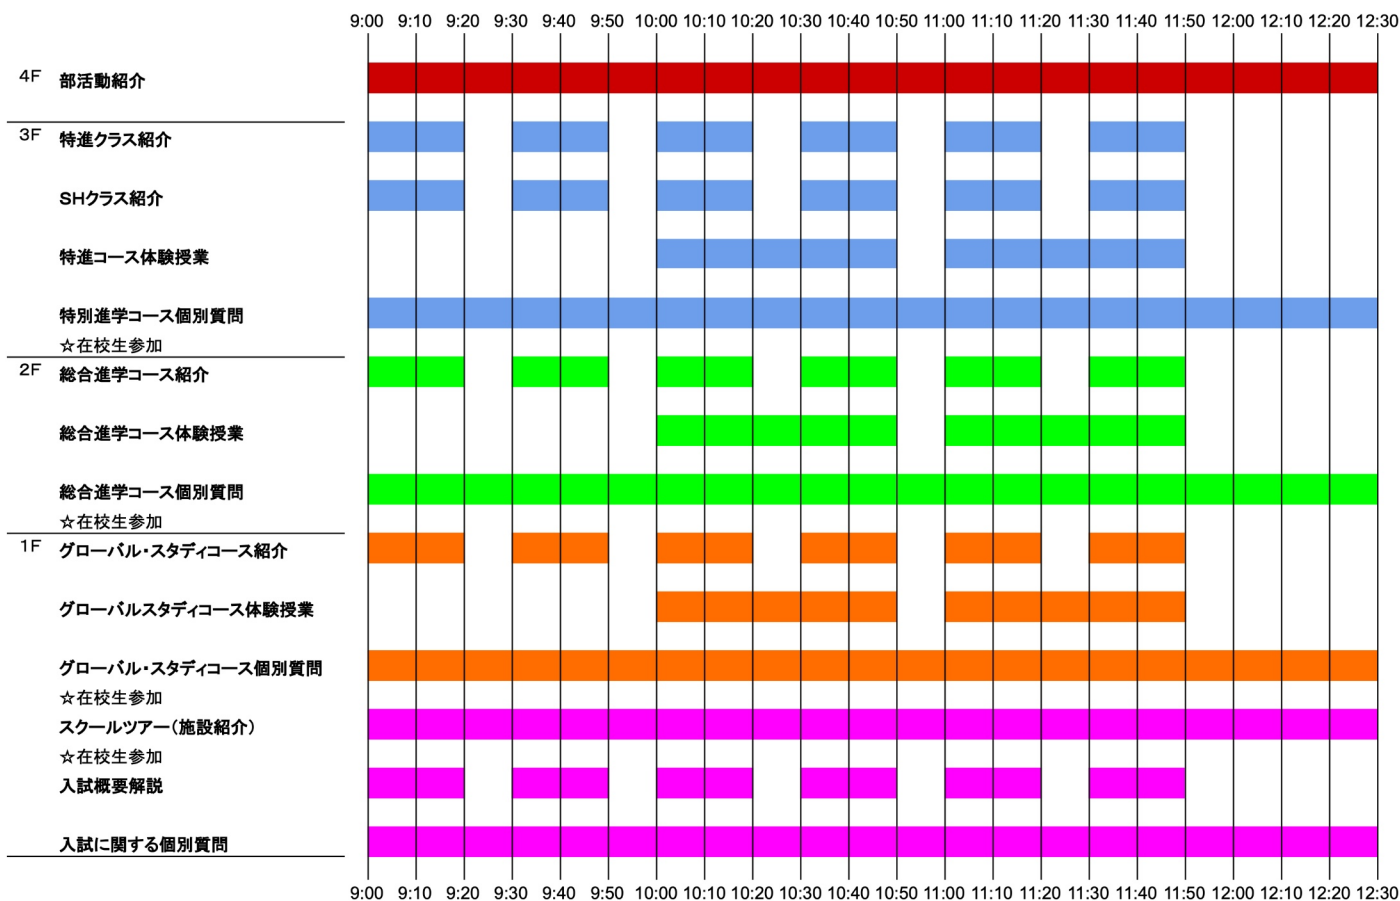 9:00 9:10 9:20 9:30 9:40 9:50 10:00 10:10 10:20 10:30 10:40 10:50 11:00 11:10 11:20 11:30 11:40 11:50 12:00 12:10 12:20 12:30
4F 部活動紹介
3F 特進クラス紹介
SHクラス紹介
特進コース体験授業
特別進学コース個別質問
☆在校生参加
2F 総合進学コース紹介
総合進学コース体験授業
総合進学コース個別質問
☆在校生参加
1F グローバル・スタディコース紹介
グローバルスタディコース体験授業
グローバル・スタディコース個別質問
☆在校生参加
スクールツアー(施設紹介)
☆在校生参加
入試概要解説
入試に関する個別質問
9:00 9:10 9:20 9:30 9:40 9:50 10:00 10:10 10:20 10:30 10:40 10:50 11:00 11:10 11:20 11:30 11:40 11:50 12:00 12:10 12:20 12:30